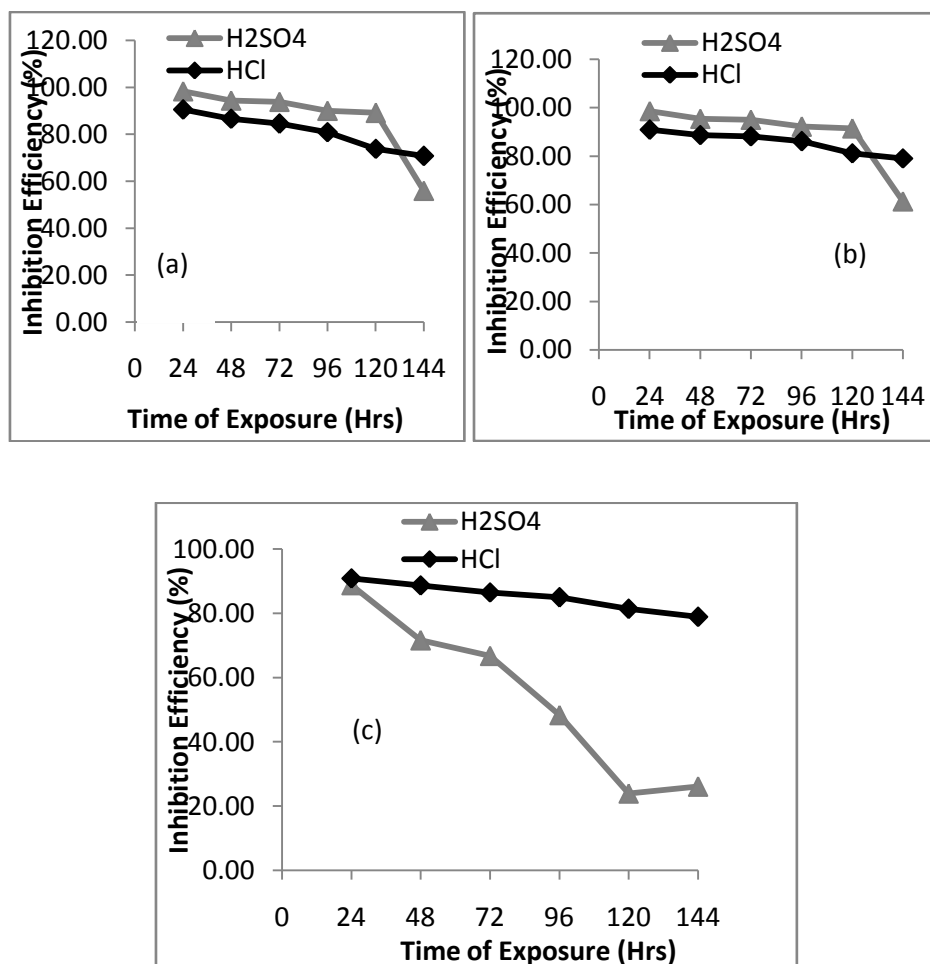 H2SO4
HCl
Inhibition Efficiency (%)
120.00
100.00
80.00
60.00
40.00
20.00
0.00
(a)
0 24 48 72 96 120 144
Time of Exposure (Hrs)
H2SO4
HCl
Inhibition Efficiency (%)
120.00
100.00
80.00
60.00
40.00
20.00
0.00
(b)
0 24 48 72 96 120 144
Time of Exposure (Hrs)
H2SO4
HCl
Inhibition Efficiency (%)
100.00
80.00
60.00
40.00
20.00
0.00
(c)
0 24 48 72 96 120 144
Time of Exposure (Hrs)